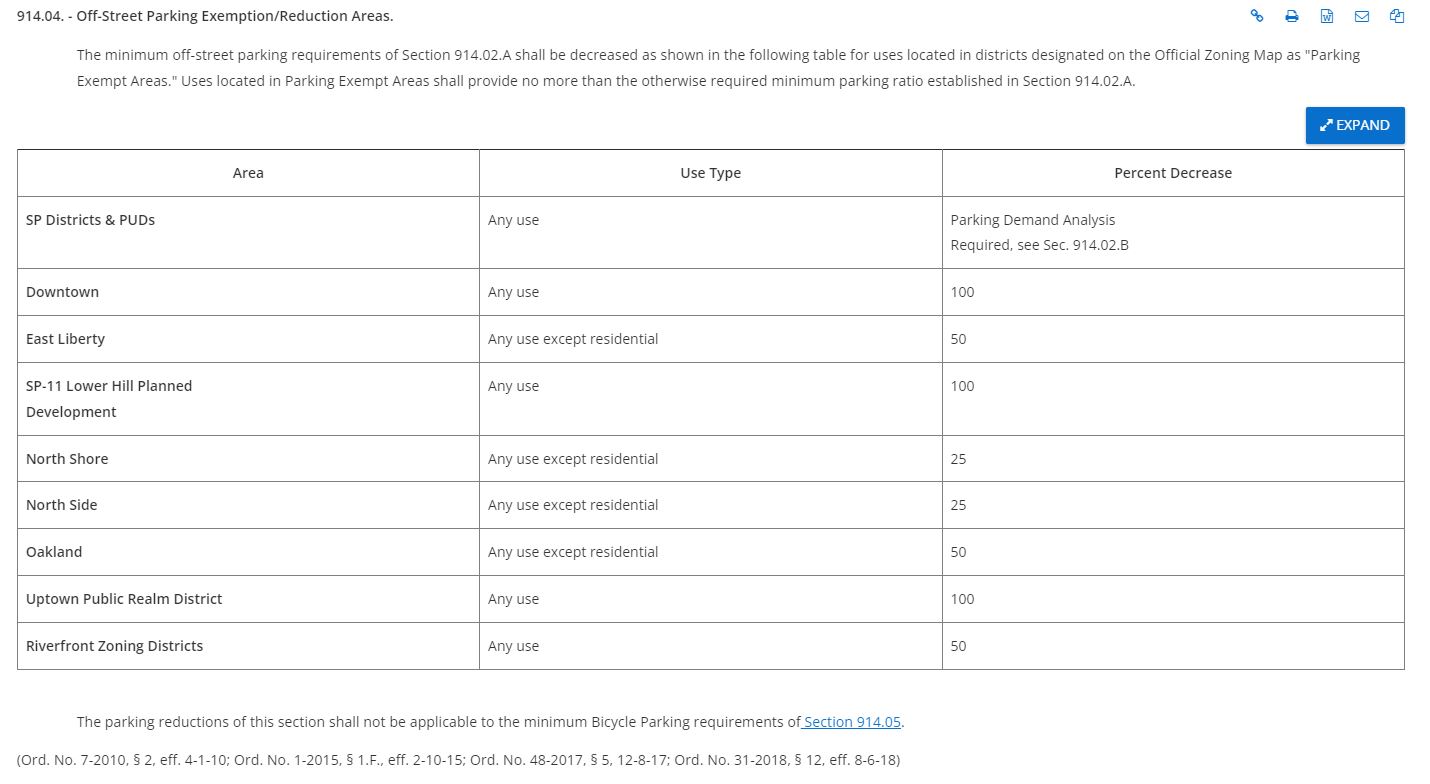 914.04. - Off-Street Parking Exemption/Reduction Areas.
The minimum off-street parking requirements of Section 914.02.A shall be decreased as shown in the following table for uses located in districts designated on the Official Zoning Map as "Parking
Exempt Areas." Uses located in Parking Exempt Areas shall provide no more than the otherwise required minimum parking ratio established in Section 914.02.A.
EXPAND
Area Use Type Percent Decrease
SP Districts & PUDs Any use Parking Demand Analysis
Required, see Sec. 914.02.B
Downtown Any use 100
East Liberty Any use except residential 50
SP-11 Lower Hill Planned Any use 100
Development
North Shore Any use except residential 25
North Side Any use except residential 25
Oakland Any use except residential 50
Uptown Public Realm District Any use 100
Riverfront Zoning Districts Any use 50
The parking reductions of this section shall not be applicable to the minimum Bicycle Parking requirements of Section 914.05.
(Ord. No. 7-2010, § 2, eff. 4-1-10; Ord. No. 1-2015, § 1.F., eff. 2-10-15; Ord. No. 48-2017, § 5, 12-8-17; Ord. No. 31-2018, § 12, eff. 8-6-18)